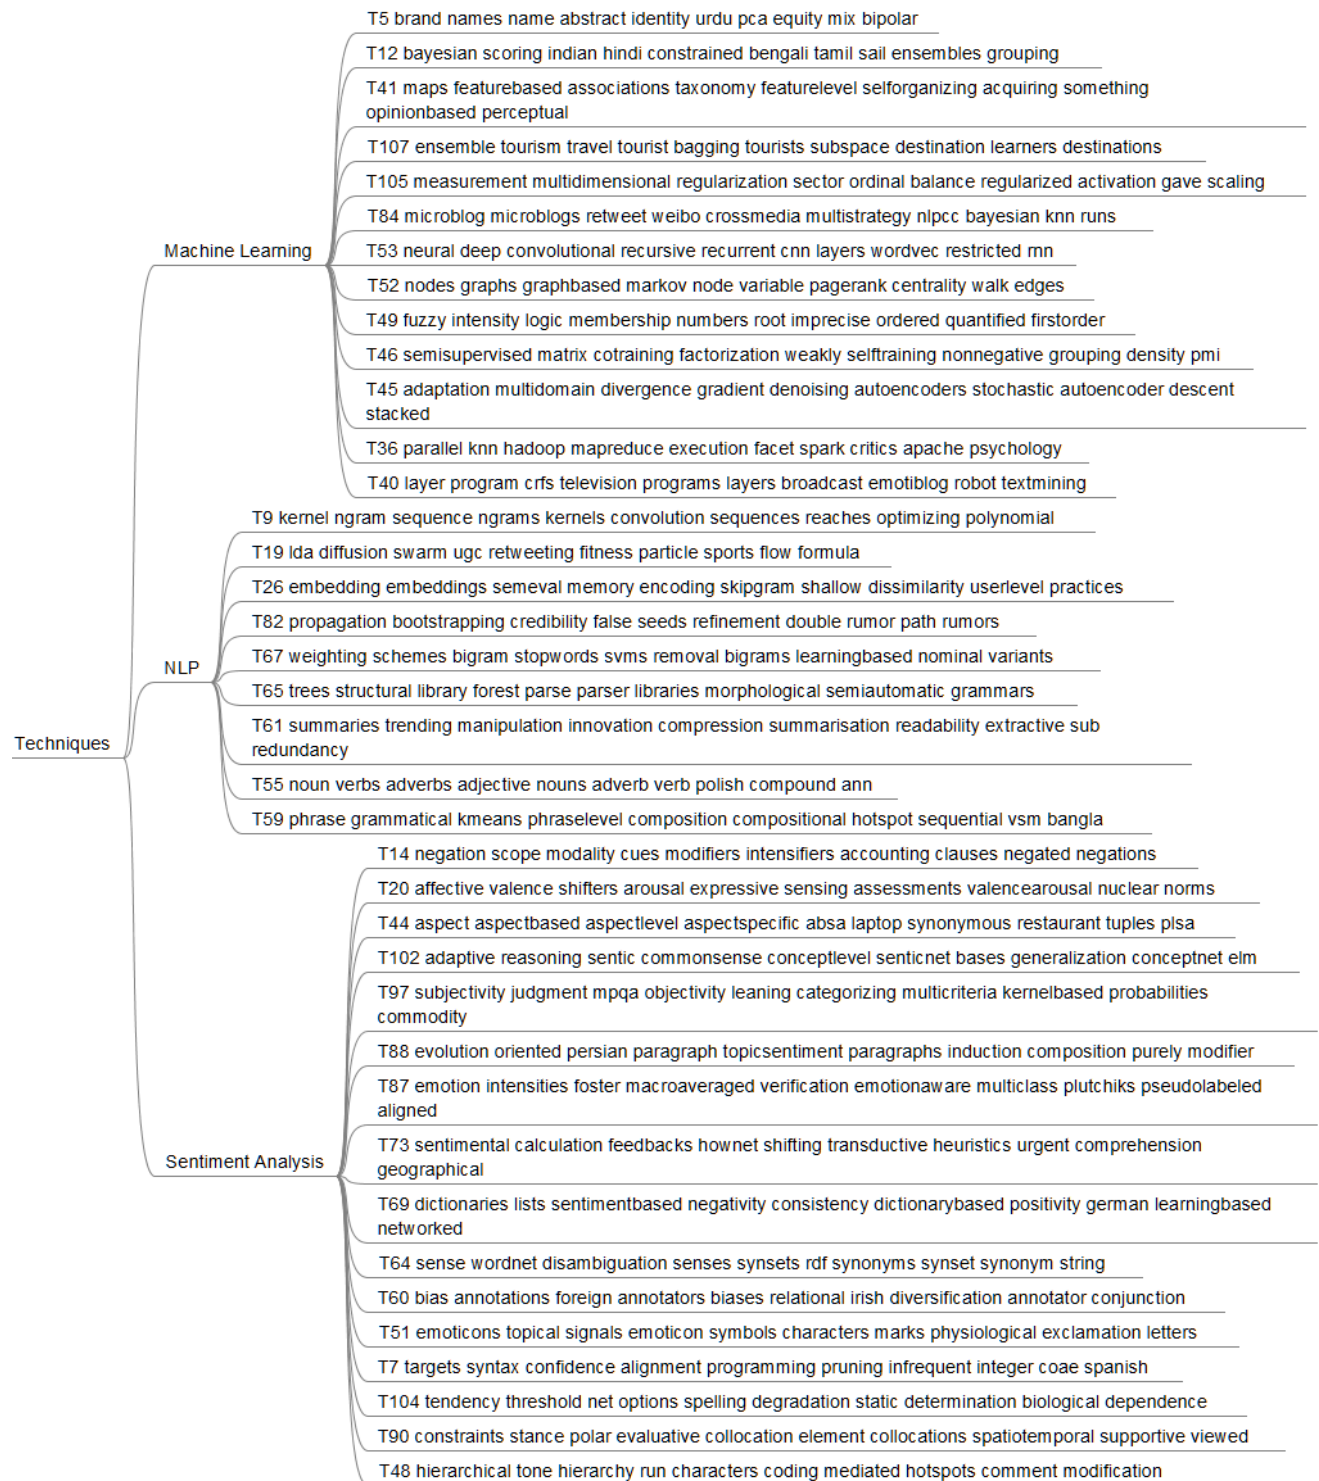 T5 brand names name abstract identity urdu pca equity mix bipolar
T12 bayesian scoring indian hindi constrained bengali tamil sail ensembles grouping
T41 maps featurebased associations taxonomy featurelevel selforganizing acquiring something
opinionbased perceptual
T107 ensemble tourism travel tourist bagging tourists subspace destination learners destinations
T105 measurement multidimensional regularization sector ordinal balance regularized activation gave scaling
T84 microblog microblogs retweet weibo crossmedia multistrategy nlpcc bayesian knn runs
Machine Learning
T53 neural deep convolutional recursive recurrent cnn layers wordvec restricted rnn
T52 nodes graphs graphbased markov node variable pagerank centrality walk edges
T49 fuzzy intensity logic membership numbers root imprecise ordered quantified firstorder
T46 semisupervised matrix cotraining factorization weakly selftraining nonnegative grouping density pmi
T45 adaptation multidomain divergence gradient denoising autoencoders stochastic autoencoder descent
stacked
T36 parallel knn hadoop mapreduce execution facet spark critics apache psychology
T40 layer program crfs television programs layers broadcast emotiblog robot textmining
T9 kernel ngram sequence ngrams kernels convolution sequences reaches optimizing polynomial
T19 lda diffusion swarm ugc retweeting fitness particle sports flow formula
T26 embedding embeddings semeval memory encoding skipgram shallow dissimilarity userlevel practices
T82 propagation bootstrapping credibility false seeds refinement double rumor path rumors
T67 weighting schemes bigram stopwords svms removal bigrams learningbased nominal variants
NLP
T65 trees structural library forest parse parser libraries morphological semiautomatic grammars
T61 summaries trending manipulation innovation compression summarisation readability extractive sub
redundancy
Techniques
T55 noun verbs adverbs adjective nouns adverb verb polish compound ann
T59 phrase grammatical kmeans phraselevel composition compositional hotspot sequential vsm bangla
T14 negation scope modality cues modifiers intensifiers accounting clauses negated negations
T20 affective valence shifters arousal expressive sensing assessments valencearousal nuclear norms
T44 aspect aspectbased aspectlevel aspectspecific absa laptop synonymous restaurant tuples plsa
T102 adaptive reasoning sentic commonsense conceptlevel senticnet bases generalization conceptnet elm
T97 subjectivity judgment mpqa objectivity leaning categorizing multicriteria kernelbased probabilities
commodity
T88 evolution oriented persian paragraph topicsentiment paragraphs induction composition purely modifier
T87 emotion intensities foster macroaveraged verification emotionaware multiclass plutchiks pseudolabeled
aligned
T73 sentimental calculation feedbacks hownet shifting transductive heuristics urgent comprehension
geographical
Sentiment Analysis
T69 dictionaries lists sentimentbased negativity consistency dictionarybased positivity german learningbased
networked
T64 sense wordnet disambiguation senses synsets rdf synonyms synset synonym string
T60 bias annotations foreign annotators biases relational irish diversification annotator conjunction
T51 emoticons topical signals emoticon symbols characters marks physiological exclamation letters
T7 targets syntax confidence alignment programming pruning infrequent integer coae spanish
T104 tendency threshold net options spelling degradation static determination biological dependence
T90 constraints stance polar evaluative collocation element collocations spatiotemporal supportive viewed
T48 hierarchical tone hierarchy run characters coding mediated hotspots comment modification